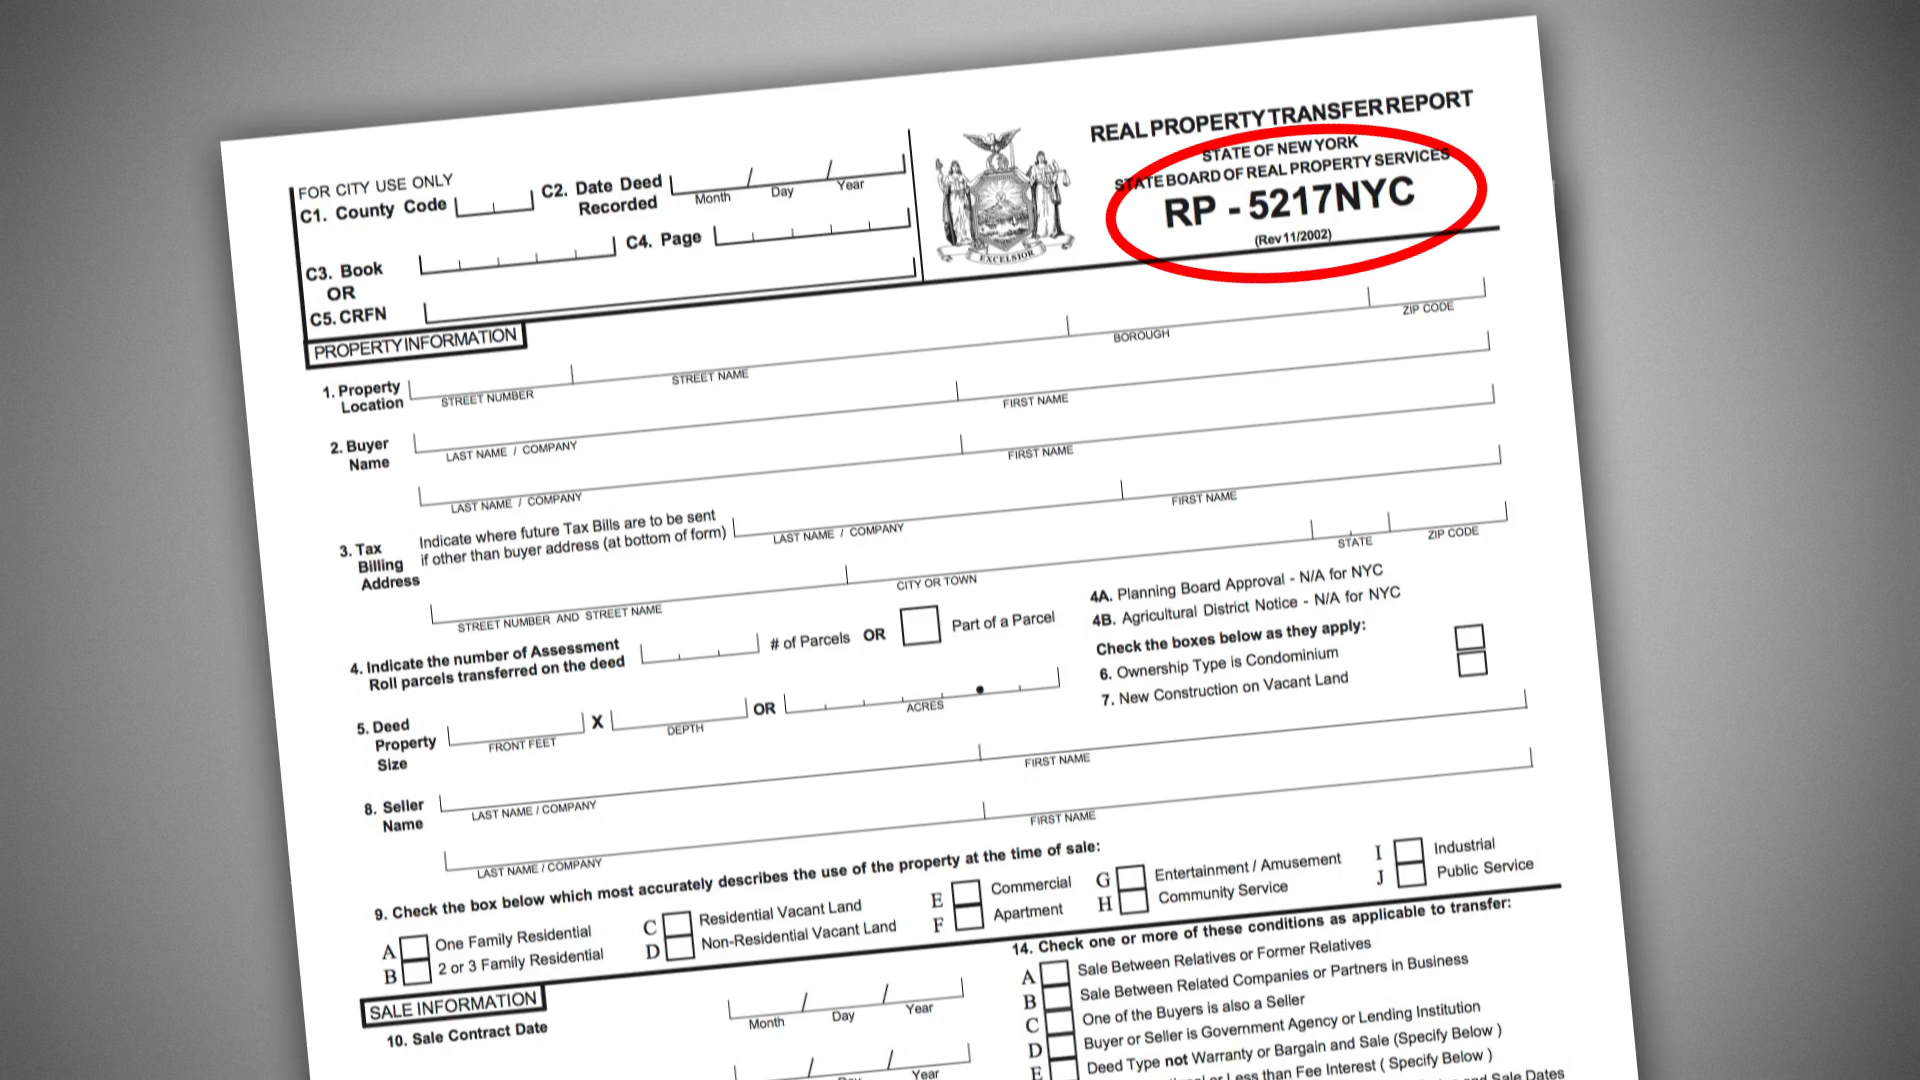 REAL PROPERTY TRANSFER REPORT
STATE OF NEW YORK
STATE BOARD OF REAL PROPERTY SERVICES
RP - 5217NYC
(Rev 11/2002)
EXCELSIOR
FOR CITY USE ONLY
C1. County Code
C2. Date Deed Recorded
Month / Day / Year
C3. Book
C4. Page
OR
C5. CRFN
PROPERTY INFORMATION
1. Property Location
STREET NUMBER STREET NAME BOROUGH ZIP CODE
2. Buyer Name
LAST NAME / COMPANY FIRST NAME
LAST NAME / COMPANY FIRST NAME
3. Tax Billing Address
Indicate where future Tax Bills are to be sent
if other than buyer address (at bottom of form)
LAST NAME / COMPANY FIRST NAME
STREET NUMBER AND STREET NAME CITY OR TOWN STATE ZIP CODE
4. Indicate the number of Assessment
Roll parcels transferred on the deed
# of Parcels OR Part of a Parcel
4A. Planning Board Approval - N/A for NYC
4B. Agricultural District Notice - N/A for NYC
Check the boxes below as they apply:
6. Ownership Type is Condominium
7. New Construction on Vacant Land
5. Deed Property Size
FRONT FEET X DEPTH OR ACRES
8. Seller Name
LAST NAME / COMPANY FIRST NAME
LAST NAME / COMPANY FIRST NAME
9. Check the box below which most accurately describes the use of the property at the time of sale:
A One Family Residential
B 2 or 3 Family Residential
C Residential Vacant Land
D Non-Residential Vacant Land
E Commercial
F Apartment
G Entertainment / Amusement
H Community Service
I Industrial
J Public Service
SALE INFORMATION
10. Sale Contract Date
Month / Day / Year
/ / Year
14. Check one or more of these conditions as applicable to transfer:
A Sale Between Relatives or Former Relatives
B Sale Between Related Companies or Partners in Business
C One of the Buyers is also a Seller
D Buyer or Seller is Government Agency or Lending Institution
E Deed Type not Warranty or Bargain and Sale (Specify Below )
or Less than Fee Interest ( Specify Below )
Sale Dates